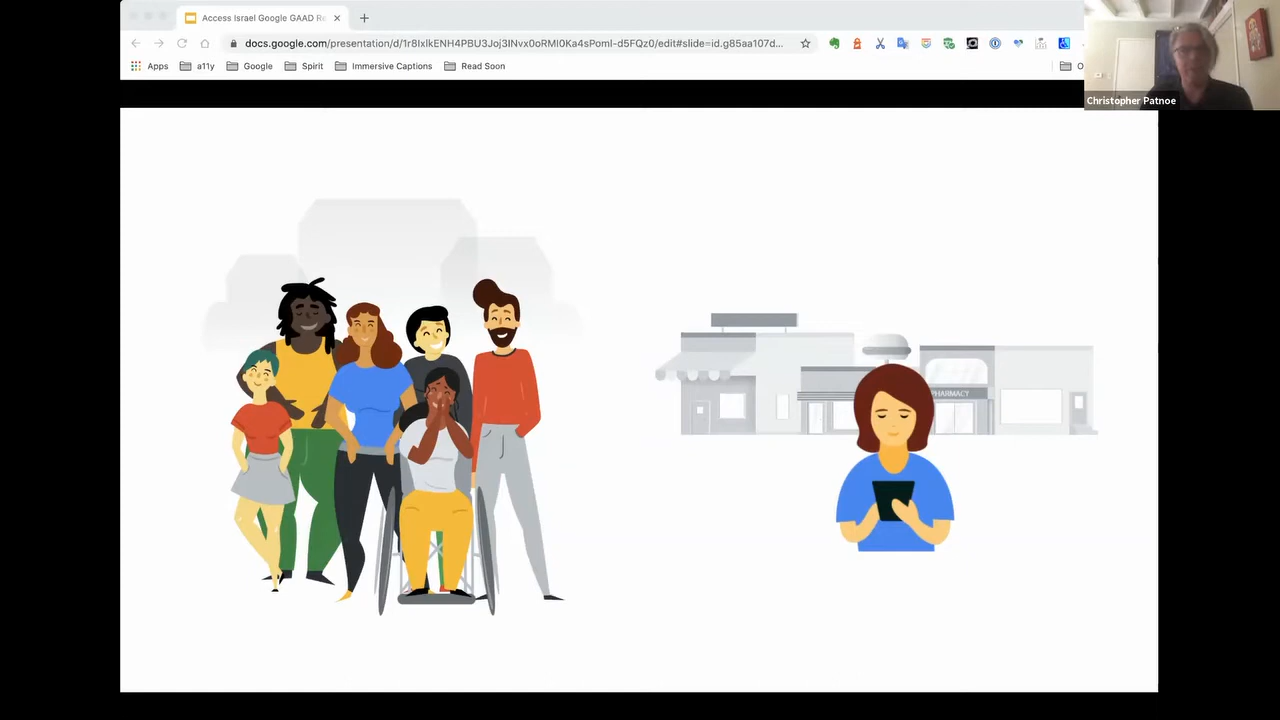 Access Israel Google GAAD Re
docs.google.com/presentation/d/1r8IxIkENH4PBU3Joj3INvx0oRMI0Ka4sPomI-d5FQz0/edit#slide=id.g85aa107d...
Apps
a11y
Google
Spirit
Immersive Captions
Read Soon
O
Christopher Patnoe
PHARMACY